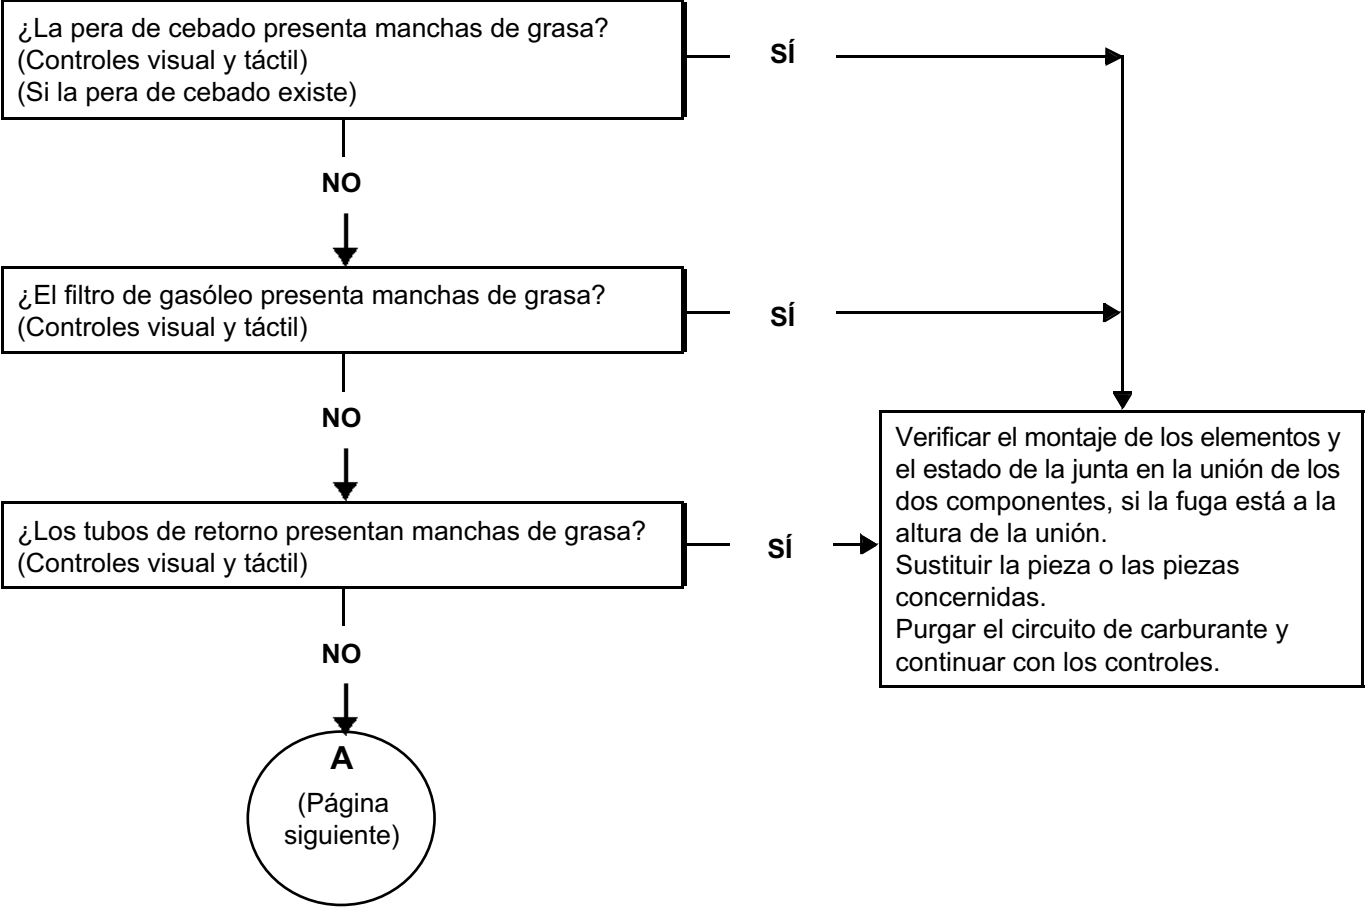 ¿La pera de cebado presenta manchas de grasa?
(Controles visual y táctil)
(Si la pera de cebado existe)
SÍ
NO
¿El filtro de gasóleo presenta manchas de grasa?
(Controles visual y táctil)
SÍ
NO
¿Los tubos de retorno presentan manchas de grasa?
(Controles visual y táctil)
SÍ
Verificar el montaje de los elementos y
el estado de la junta en la unión de los
dos componentes, si la fuga está a la
altura de la unión.
Sustituir la pieza o las piezas
concernidas.
Purgar el circuito de carburante y
continuar con los controles.
NO
A
(Página
siguiente)